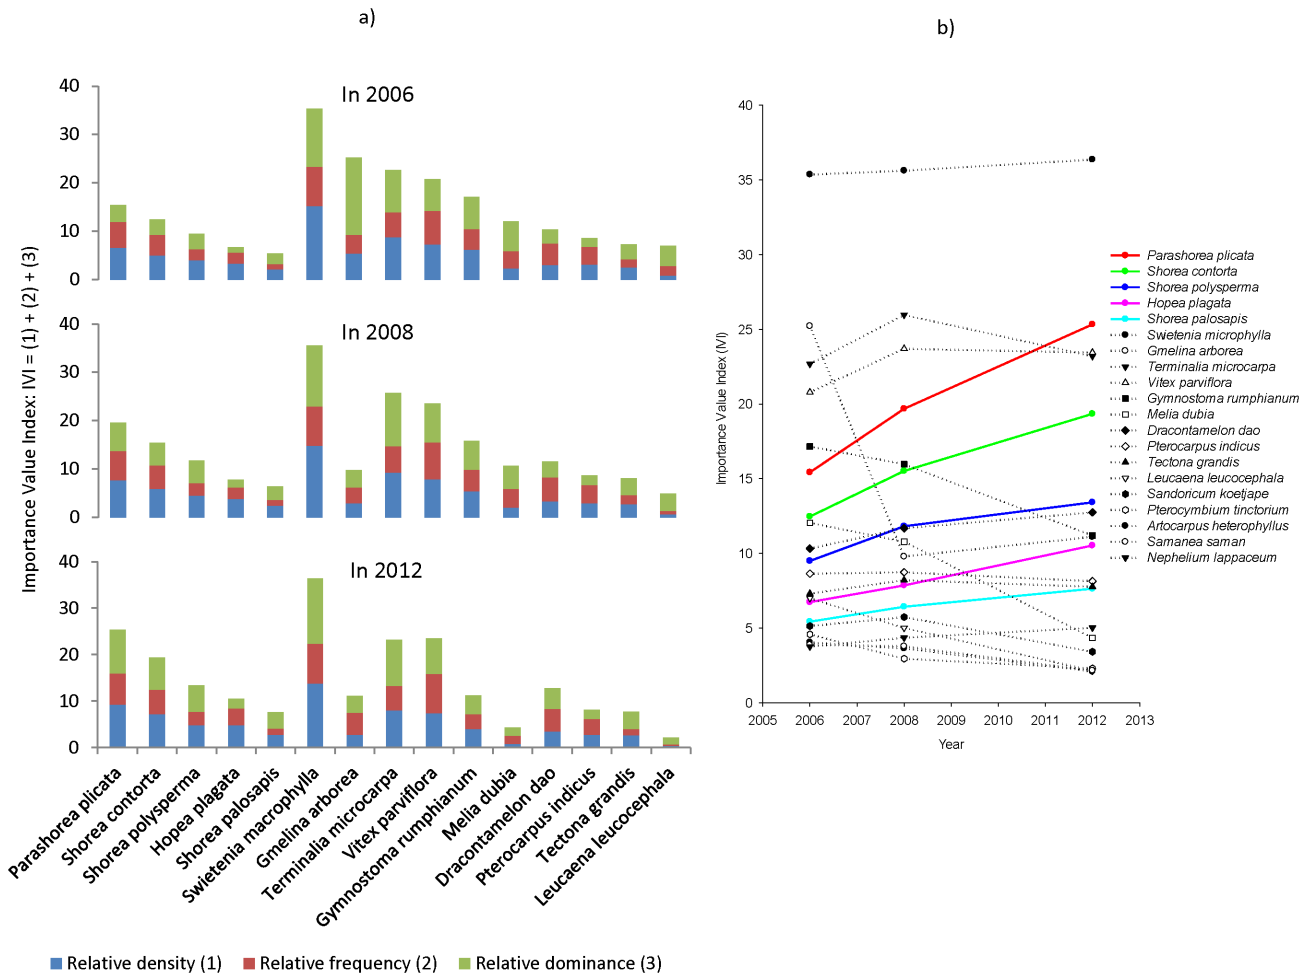 a)
Importance Value Index: IVI = (1) + (2) + (3)
In 2006
40
30
20
10
0
In 2008
40
30
20
10
0
In 2012
40
30
20
10
0
Parashorea plicata
Shorea contorta
Shorea polysperma
Hopea plagata
Shorea palosapis
Swietenia macrophylla
Gmelina arborea
Terminalia microcarpa
Vitex parviflora
Gymnostoma rumphianum
Melia dubia
Dracontamelon dao
Pterocarpus indicus
Tectona grandis
Leucaena leucocephala
Relative density (1)
Relative frequency (2)
Relative dominance (3)
b)
Importance Value Index (IVI)
40
35
30
25
20
15
10
5
0
2005 2006 2007 2008 2009 2010 2011 2012 2013
Year
Parashorea plicata
Shorea contorta
Shorea polysperma
Hopea plagata
Shorea palosapis
Swietenia microphylla
Gmelina arborea
Terminalia microcarpa
Vitex parviflora
Gymnostoma rumphianum
Melia dubia
Dracontamelon dao
Pterocarpus indicus
Tectona grandis
Leucaena leucocephala
Sandoricum koetjape
Pterocymbium tinctorium
Artocarpus heterophyllus
Samanea saman
Nephelium lappaceum